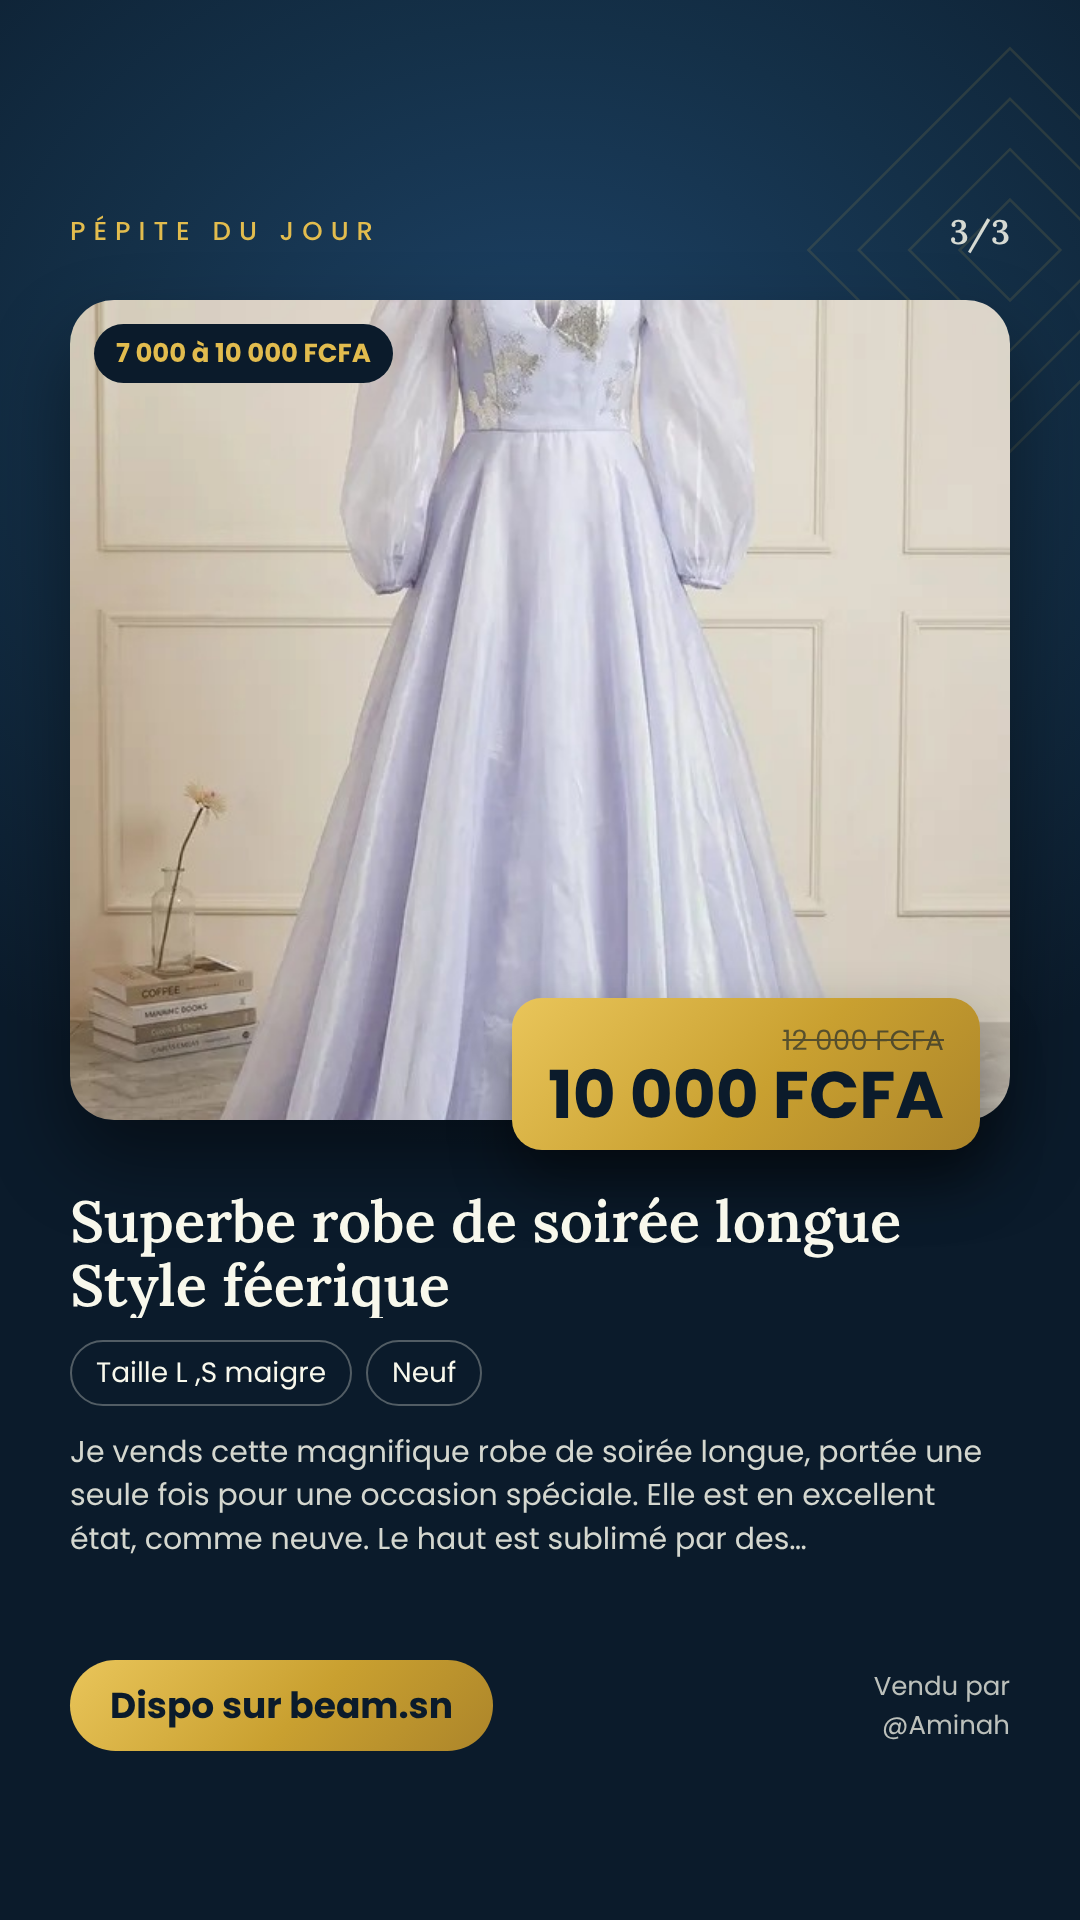 PÉPITE DU JOUR
3/3
7 000 à 10 000 FCFA
COFFEE
BOOKS
12 000 FCFA
10 000 FCFA
Superbe robe de soirée longue
Style féerique
Taille L ,S maigre
Neuf
Je vends cette magnifique robe de soirée longue, portée une
seule fois pour une occasion spéciale. Elle est en excellent
état, comme neuve. Le haut est sublimé par des...
Dispo sur beam.sn
Vendu par
@Aminah